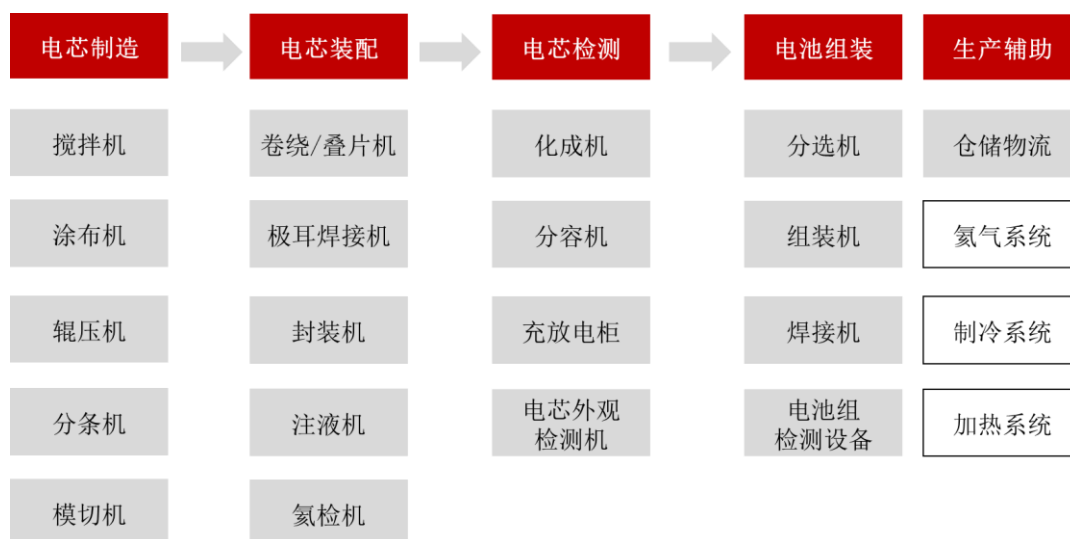 电芯制造
电芯装配
电芯检测
电池组装
生产辅助
搅拌机
卷绕/叠片机
化成机
分选机
仓储物流
涂布机
极耳焊接机
分容机
组装机
氦气系统
辊压机
封装机
充放电柜
焊接机
制冷系统
分条机
注液机
电芯外观
检测机
电池组
检测设备
加热系统
模切机
氦检机